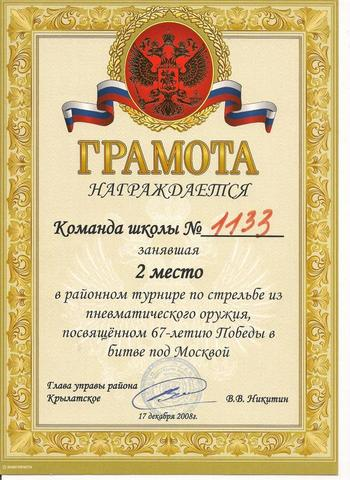 ГРАМОТА
НАГРАЖДАЕТСЯ
Команда школы № 1133
занявшая
2 место
в районном турнире по стрельбе из
пневматического оружия,
посвящённом 67-летию Победы в
битве под Москвой
Глава управы района
Крылатское В.В. Никитин
17 декабря 2008г.